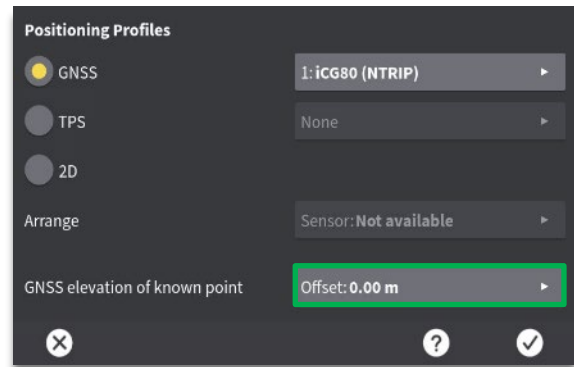 Positioning Profiles
GNSS 1: iCG80 (NTRIP)
TPS None
2D
Arrange Sensor: Not available
GNSS elevation of known point Offset: 0.00 m
?